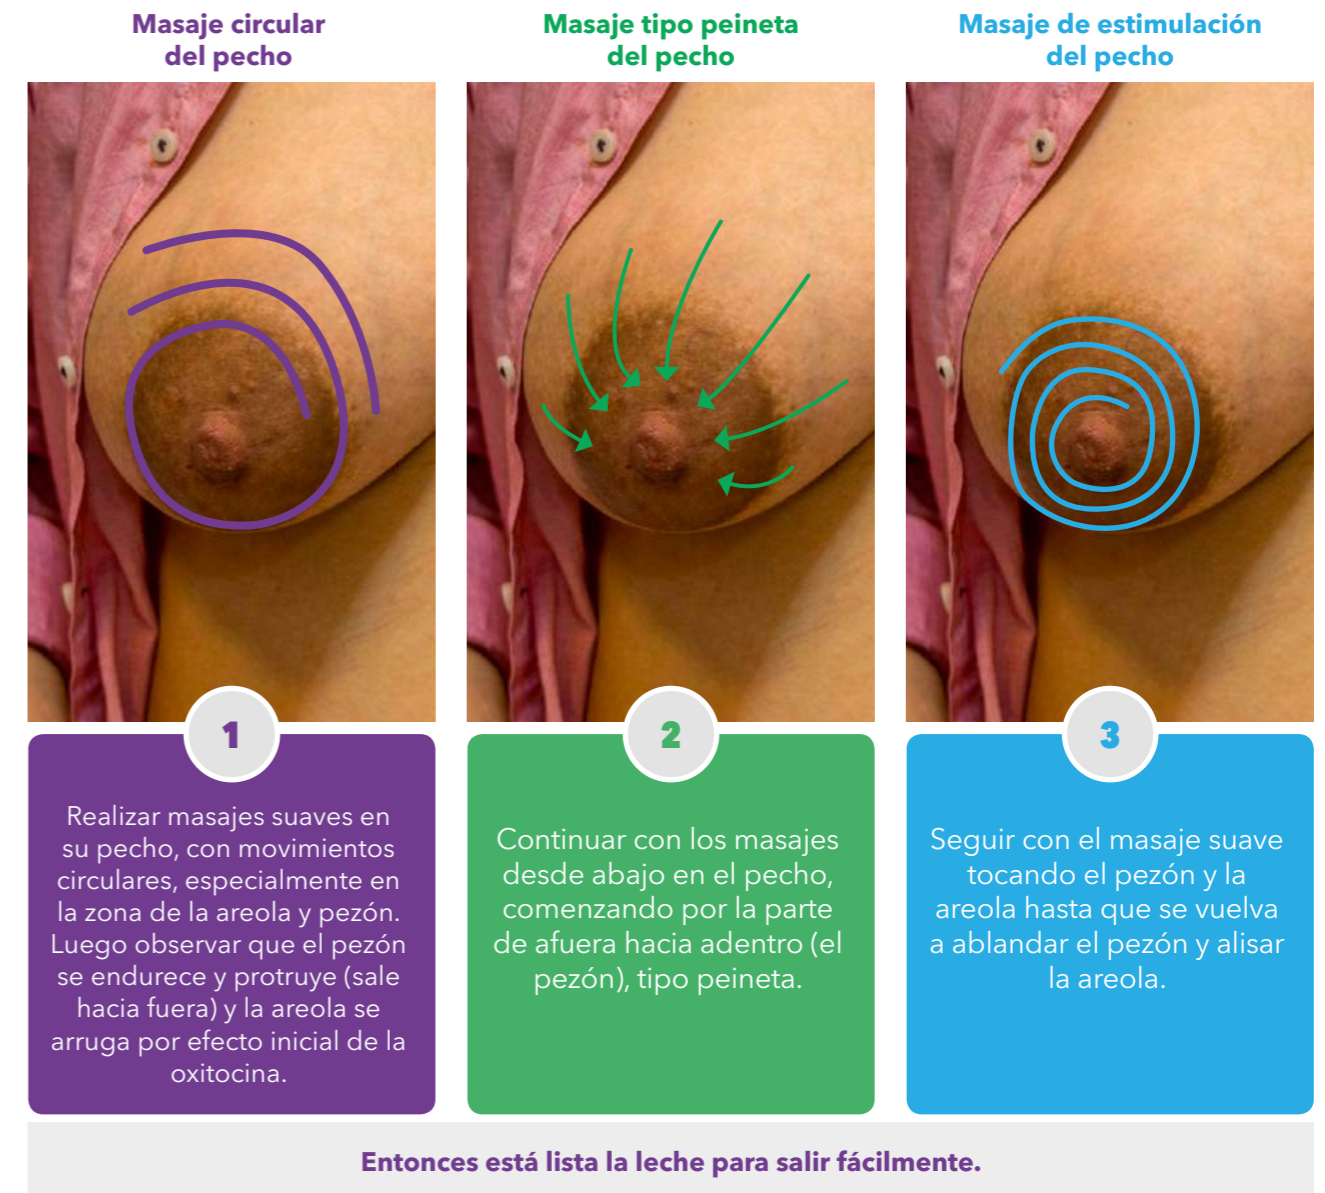 Masaje circular
del pecho
Masaje tipo peineta
del pecho
Masaje de estimulación
del pecho
1
Realizar masajes suaves en
su pecho, con movimientos
circulares, especialmente en
la zona de la areola y pezón.
Luego observar que el pezón
se endurece y protruye (sale
hacia fuera) y la areola se
arruga por efecto inicial de la
oxitocina.
2
Continuar con los masajes
desde abajo en el pecho,
comenzando por la parte
de afuera hacia adentro (el
pezón), tipo peineta.
3
Seguir con el masaje suave
tocando el pezón y la
areola hasta que se vuelva
a ablandar el pezón y alisar
la areola.
Entonces está lista la leche para salir fácilmente.